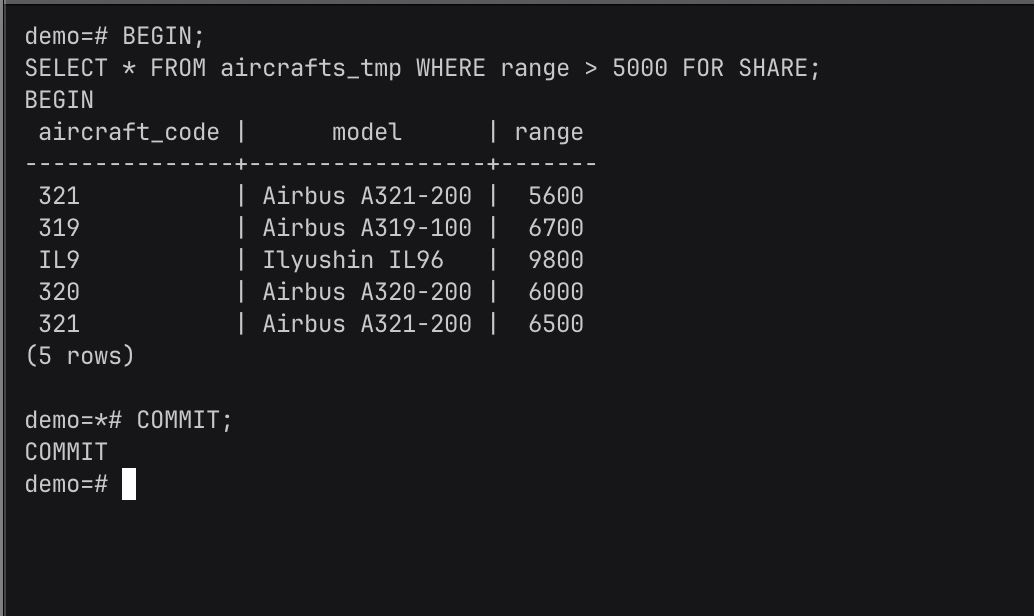 demo=# BEGIN;
SELECT * FROM aircrafts_tmp WHERE range > 5000 FOR SHARE;
BEGIN
 aircraft_code |      model      | range
---------------+-----------------+-------
 321           | Airbus A321-200 |  5600
 319           | Airbus A319-100 |  6700
 IL9           | Ilyushin IL96   |  9800
 320           | Airbus A320-200 |  6000
 321           | Airbus A321-200 |  6500
(5 rows)

demo=*# COMMIT;
COMMIT
demo=#